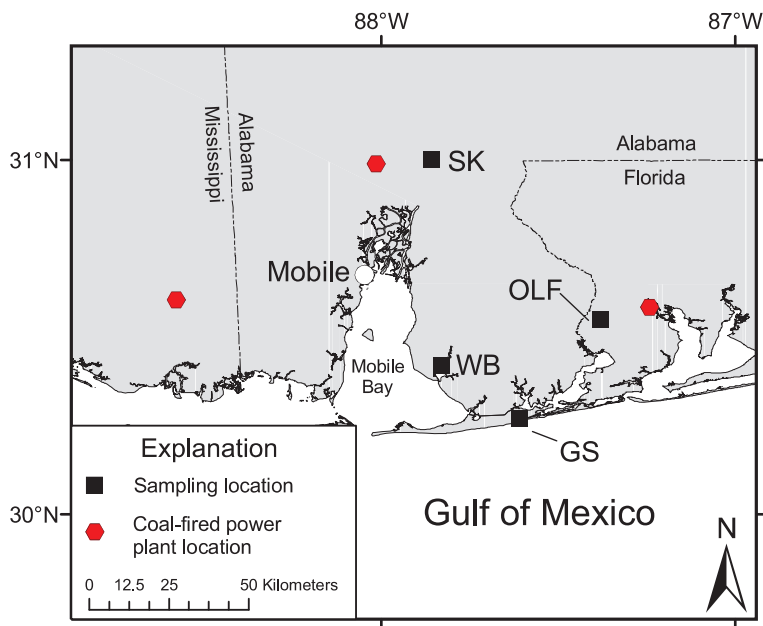 88°W
87°W
31°N
30°N
Mississippi
Alabama
SK
Alabama
Florida
Mobile
OLF
Mobile
Bay
WB
GS
Gulf of Mexico
N
Explanation
Sampling location
Coal-fired power
plant location
0 12.5 25 50 Kilometers